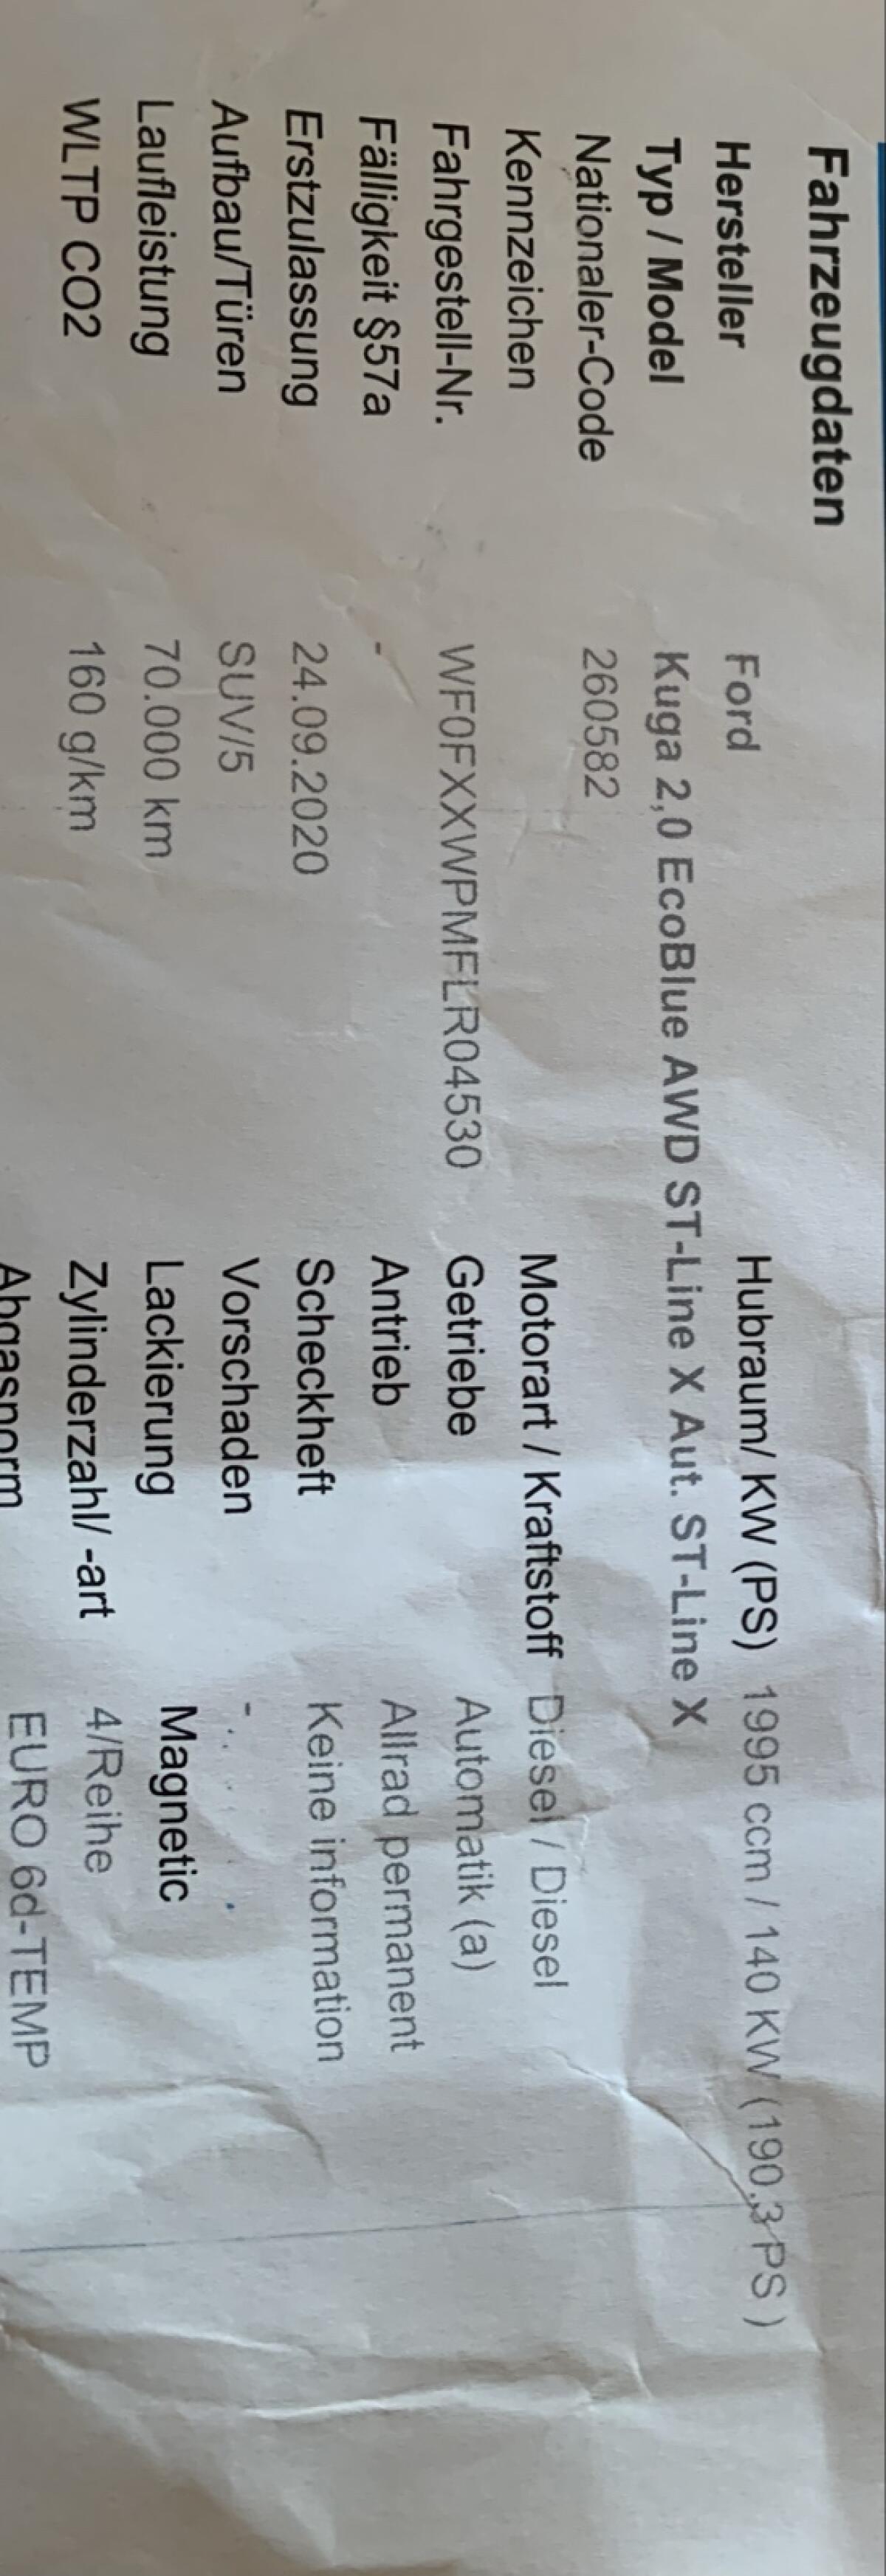 Fahrzeugdaten
Hersteller Ford Hubraum/ KW (PS) 1995 ccm / 140 KW (190,3 PS )
Typ / Model Kuga 2,0 EcoBlue AWD ST-Line X Aut. ST-Line X
Nationaler-Code 260582
Kennzeichen Motorart / Kraftstoff Diesel / Diesel
Fahrgestell-Nr. WF0FXXWPMFLR04530 Getriebe Automatik (a)
Fälligkeit §57a - Antrieb Allrad permanent
Erstzulassung 24.09.2020 Scheckheft Keine information
Aufbau/Türen SUV/5 Vorschaden -
Laufleistung 70.000 km Lackierung Magnetic
WLTP CO2 160 g/km Zylinderzahl/ -art 4/Reihe
Abgasnorm EURO 6d-TEMP